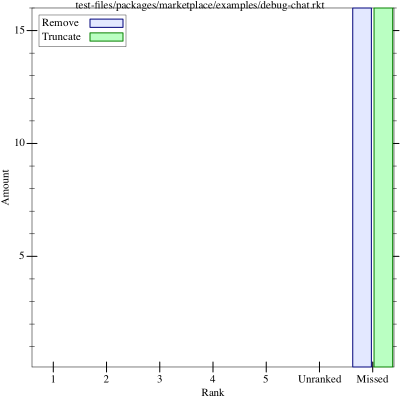 test-files/packages/marketplace/examples/debug-chat.rkt
Remove
Truncate
15
10
5
Amount
1 2 3 4 5 Unranked Missed
Rank